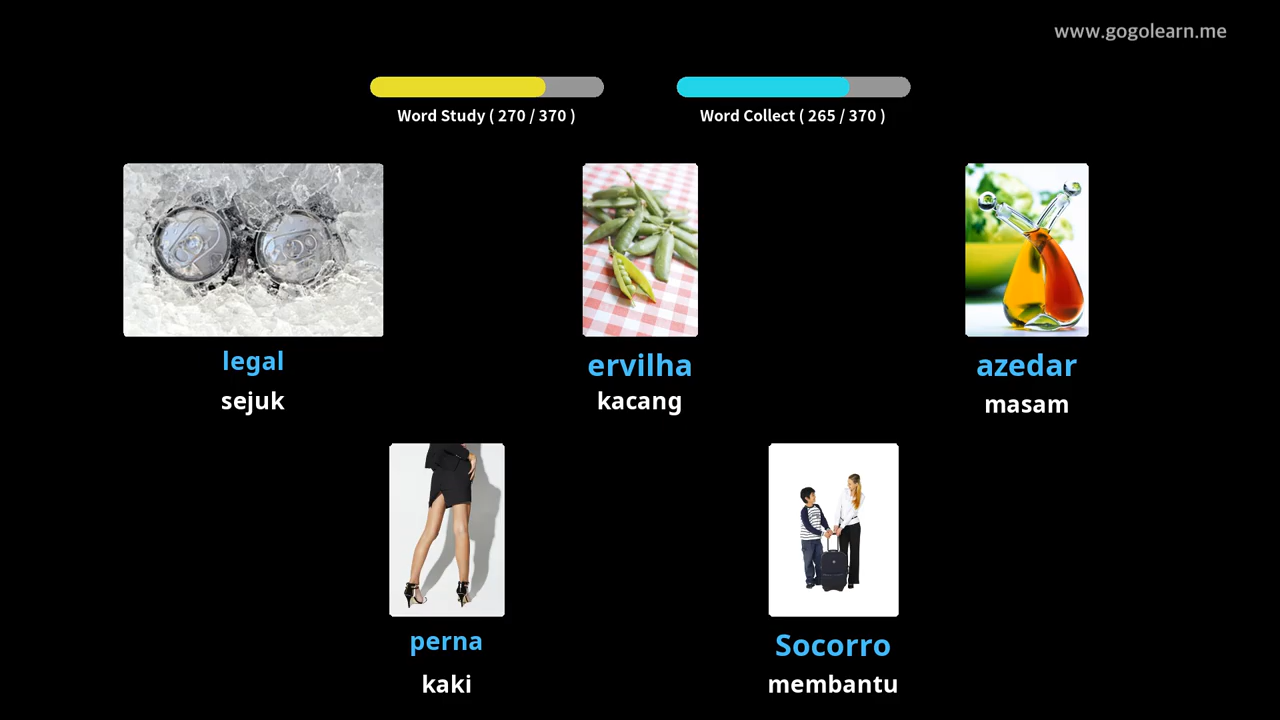 www.gogolearn.me
Word Study ( 270 / 370 )
Word Collect ( 265 / 370 )
legal
sejuk
ervilha
kacang
azedar
masam
perna
kaki
Socorro
membantu